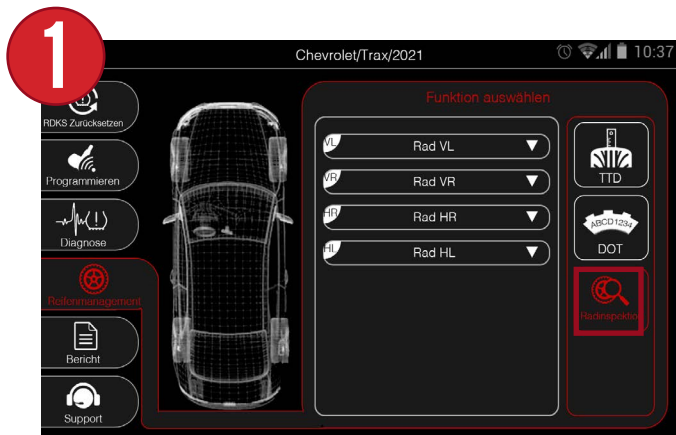 1
Chevrolet/Trax/2021
10:37
RDKS Zurücksetzen
Programmieren
Diagnose
Reifenmanagement
Bericht
Support
Funktion auswählen
VL Rad VL
VR Rad VR
HR Rad HR
HL Rad HL
TTD
ABCD1234
DOT
Radinspektio